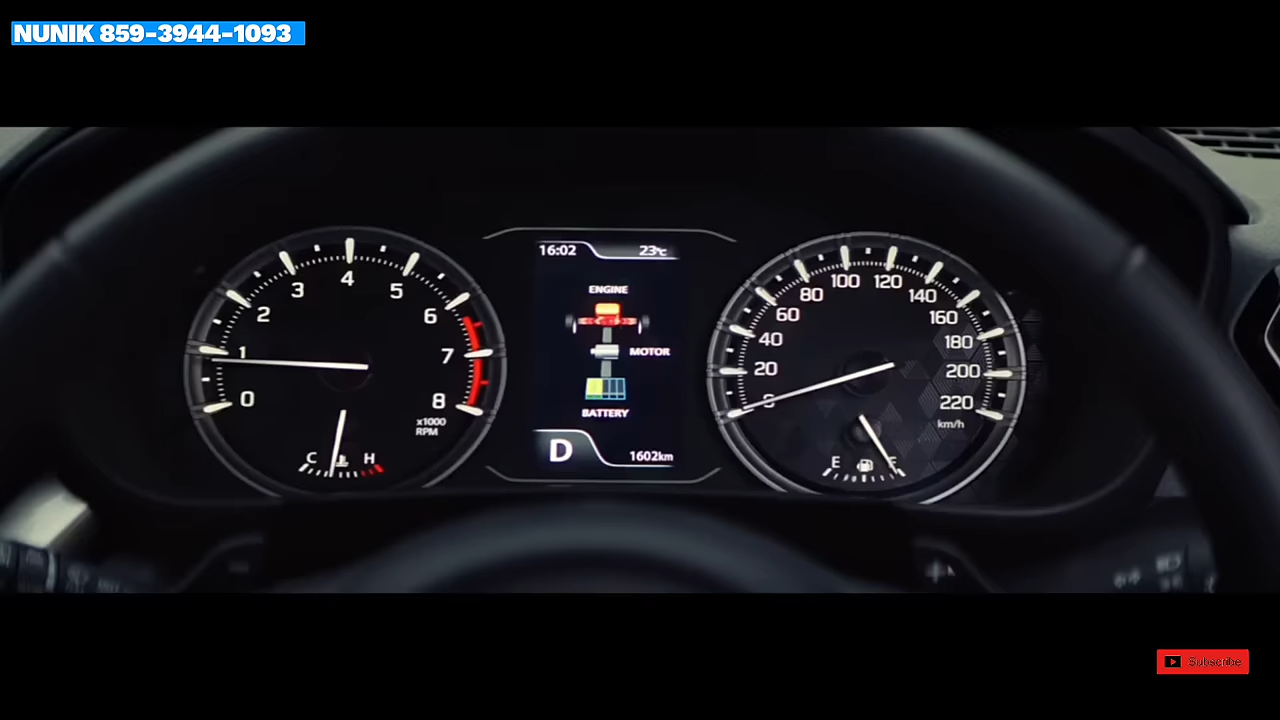 NUNIK 859-3944-1093
16:02 23°C
ENGINE
MOTOR
BATTERY
D 1602km
0 1 2 3 4 5 6 7 8
x1000
RPM
C H
0 20 40 60 80 100 120 140 160 180 200 220
km/h
E F
Subscribe